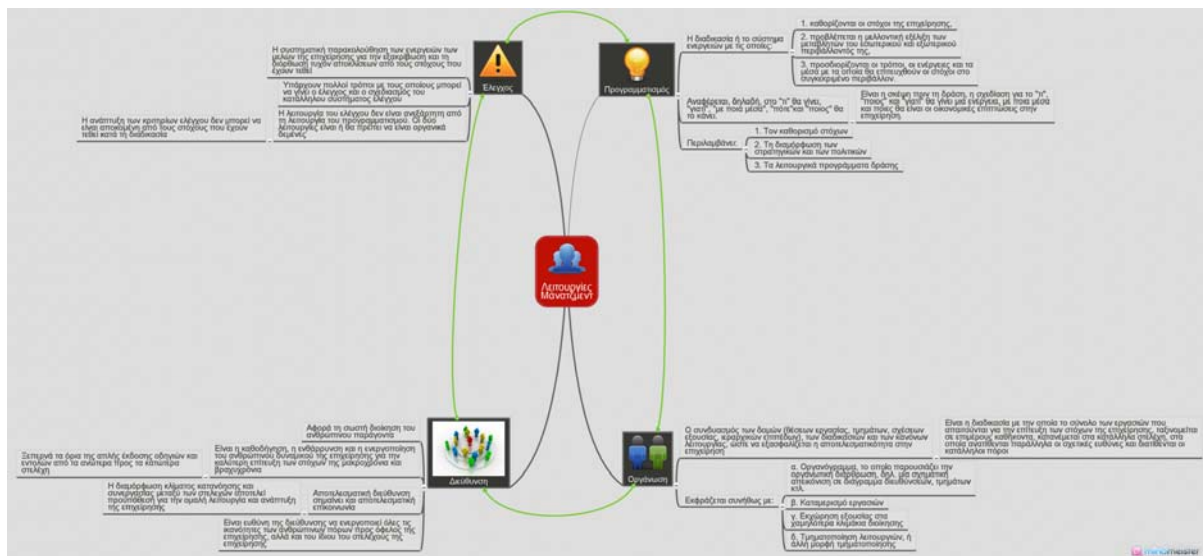 Λειτουργίες
Μάνατζμεντ
Έλεγχος
Η συστηματική παρακολούθηση των ενεργειών των
μελών της επιχείρησης για την εξακρίβωση και τη
διόρθωση τυχόν αποκλίσεων από τους στόχους που
έχουν τεθεί
Υπάρχουν πολλοί τρόποι με τους οποίους μπορεί
να γίνει ο έλεγχος και ο σχεδιασμός του
κατάλληλου συστήματος ελέγχου
Η λειτουργία του ελέγχου δεν είναι ανεξάρτητη από
τη λειτουργία του προγραμματισμού. Οι δύο
λειτουργίες είναι ή θα πρέπει να είναι οργανικά
δεμένες
Η ανάπτυξη των κριτηρίων ελέγχου δεν μπορεί να
είναι αποκομένη από τους στόχους που έχουν
τεθεί κατά τη διαδικασία
Προγραμματισμός
Η διαδικασία ή το σύστημα
ενεργειών με τις οποίες:
1. καθορίζονται οι στόχοι της επιχείρησης,
2. προβλέπεται η μελλοντική εξέλιξη των
μεταβλητών του εσωτερικού και εξωτερικού
περιβάλλοντός της,
3. προσδιορίζονται οι τρόποι, οι ενέργειες και τα
μέσα με τα οποία θα επιτευχθούν οι στόχοι στο
συγκεκριμένο περιβάλλον.
Αναφέρεται, δηλαδή, στο "τι" θα γίνει,
"γιατί", "με ποια μέσα", "πότε" και "ποιος" θα
το κάνει.
Είναι η σκέψη πριν τη δράση, η σχεδίαση για το "τι",
"ποιος" και "γιατί" θα γίνει μια ενέργεια, με ποια μέσα
και ποιες θα είναι οι οικονομικές επιπτώσεις στην
επιχείρηση.
Περιλαμβάνει:
1. Τον καθορισμό στόχων
2. Τη διαμόρφωση των
στρατηγικών και των πολιτικών
3. Τα λειτουργικά προγράμματα δράσης
Διεύθυνση
Αφορά τη σωστή διοίκηση του
ανθρώπινου παράγοντα
Είναι η καθοδήγηση, η ενθάρρυνση και η ενεργοποίηση
του ανθρώπινου δυναμικού της επιχείρησης για την
καλύτερη επίτευξη των στόχων της μακροχρόνια και
βραχυχρόνια
Ξεπερνά τα όρια της απλής έκδοσης οδηγιών και
εντολών από τα ανώτερα προς τα κατώτερα
στελέχη
Αποτελεσματική διεύθυνση
σημαίνει και αποτελεσματική
επικοινωνία
Η διαμόρφωση κλίματος κατανόησης και
συνεργασίας μεταξύ των στελεχών αποτελεί
προϋπόθεση για την ομαλή λειτουργία και ανάπτυξη
της επιχείρησης
Είναι ευθύνη της διεύθυνσης να ενεργοποιεί όλες τις
ικανότητες των ανθρώπινων πόρων προς όφελος της
επιχείρησης, αλλά και του ίδιου του στελέχους της
επιχείρησης
Οργάνωση
Ο συνδυασμός των δομών (θέσεων εργασίας, τμημάτων, σχέσεων
εξουσίας, ιεραρχικών επιπέδων), των διαδικασιών και των κανόνων
λειτουργίας, ώστε να εξασφαλίζεται η αποτελεσματικότητα στην
επιχείρηση
Είναι η διαδικασία με την οποία το σύνολο των εργασιών που
απαιτούνται για την επίτευξη των στόχων της επιχείρησης, ταξινομείται
σε επιμέρους καθήκοντα, κατανέμεται στα κατάλληλα στελέχη, στα
οποία ανατίθενται παράλληλα οι σχετικές ευθύνες και διατίθενται οι
κατάλληλοι πόροι
Εκφράζεται συνήθως με:
α. Οργανόγραμμα, το οποίο παρουσιάζει την
οργανωτική διάρθρωση, δηλ. μία σχηματική
απεικόνιση σε διάγραμμα διευθύνσεων, τμημάτων
κτλ.
β. Καταμερισμό εργασιών
γ. Εκχώρηση εξουσίας στα
χαμηλότερα κλιμάκια διοίκησης
δ. Τμηματοποίηση λειτουργιών, ή
άλλη μορφή τμηματοποίησης
mindmeister